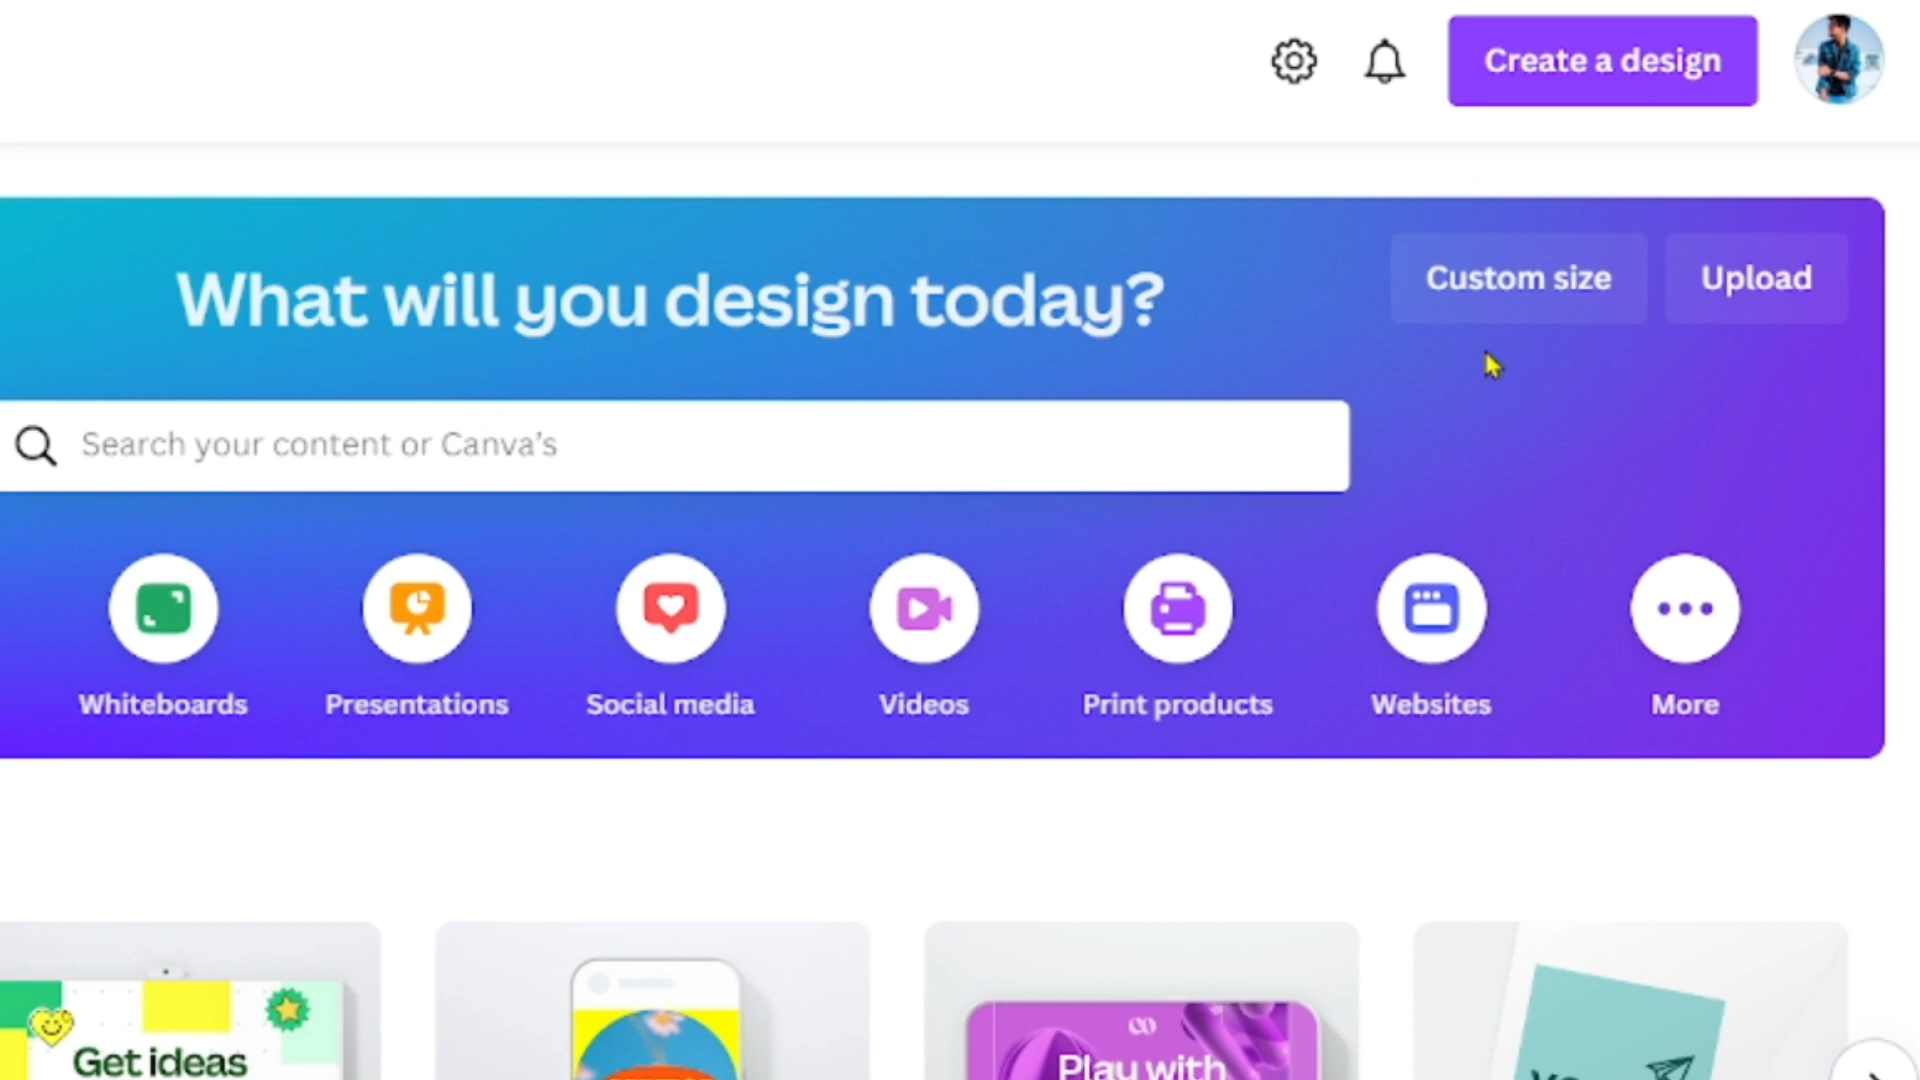 Create a design
What will you design today?
Custom size
Upload
Search your content or Canva's
Whiteboards
Presentations
Social media
Videos
Print products
Websites
More
Get ideas
Play with